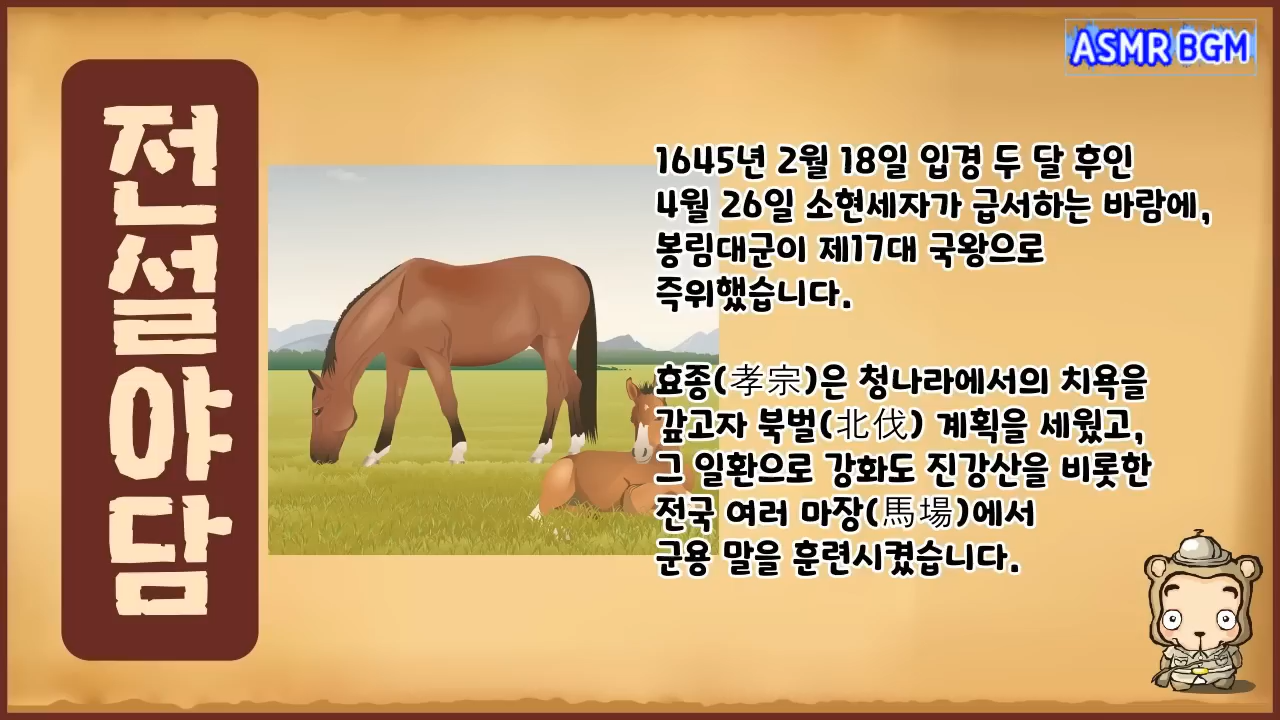 ASMR BGM
전설야담
1645년 2월 18일 입경 두 달 후인
4월 26일 소현세자가 급서하는 바람에,
봉림대군이 제17대 국왕으로
즉위했습니다.
효종(孝宗)은 청나라에서의 치욕을
갚고자 북벌(北伐) 계획을 세웠고,
그 일환으로 강화도 진강산을 비롯한
전국 여러 마장(馬場)에서
군용 말을 훈련시켰습니다.